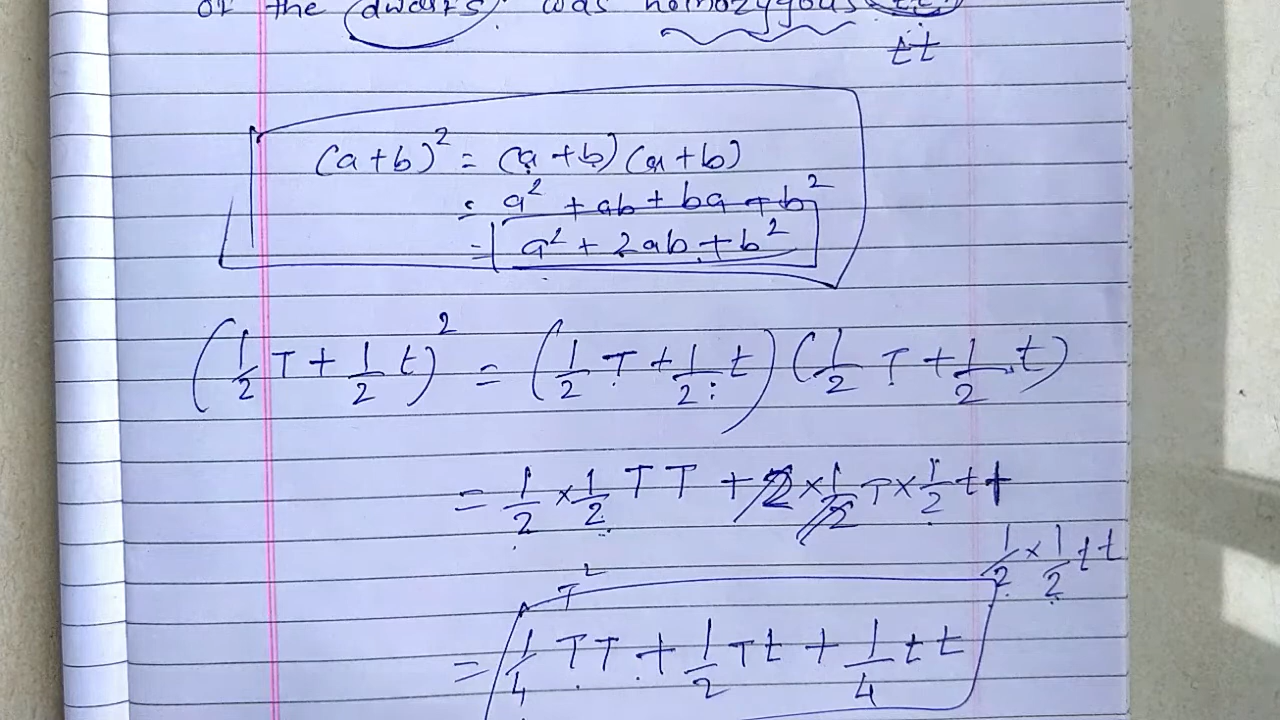 of the dwarfs was homozygous tt.
tt
(a+b)² = (a+b)(a+b)
= a² + ab + ba + b²
= a² + 2ab + b²
(1/2 T + 1/2 t)² = (1/2 T + 1/2 t) (1/2 T + 1/2 t)
= 1/2 × 1/2 TT + 2 × 1/2 T × 1/2 t +
1/2 × 1/2 tt
T²
= 1/4 TT + 1/2 Tt + 1/4 tt